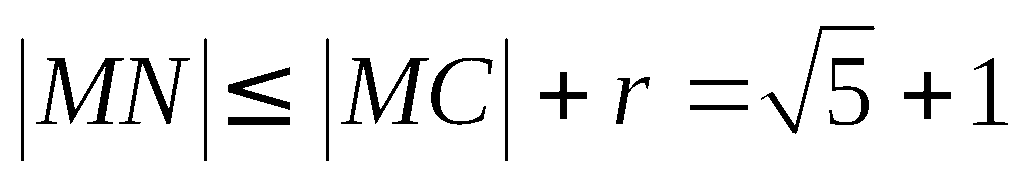 |MN| ≤ |MC| + r = √5 + 1